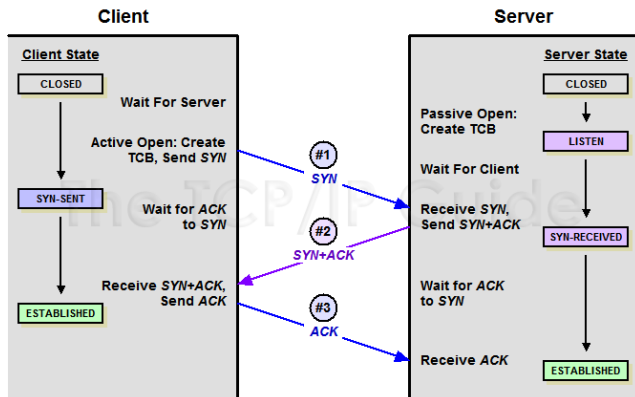 Client
Server
Client State
Server State
CLOSED
CLOSED
Wait For Server
Passive Open:
Create TCB
LISTEN
Active Open: Create
TCB, Send SYN
#1
SYN
Wait For Client
SYN-SENT
Wait for ACK
to SYN
Receive SYN,
Send SYN+ACK
#2
SYN+ACK
SYN-RECEIVED
Receive SYN+ACK,
Send ACK
Wait for ACK
to SYN
ESTABLISHED
#3
ACK
Receive ACK
ESTABLISHED
The TCP/IP Guide